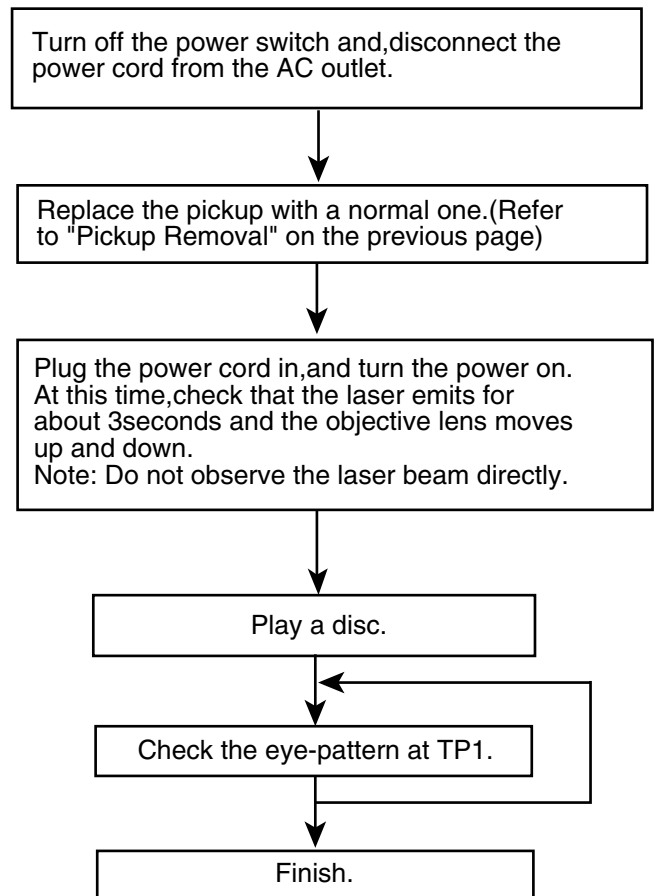 Turn off the power switch and,disconnect the
power cord from the AC outlet.
Replace the pickup with a normal one.(Refer
to "Pickup Removal" on the previous page)
Plug the power cord in,and turn the power on.
At this time,check that the laser emits for
about 3seconds and the objective lens moves
up and down.
Note: Do not observe the laser beam directly.
Play a disc.
Check the eye-pattern at TP1.
Finish.